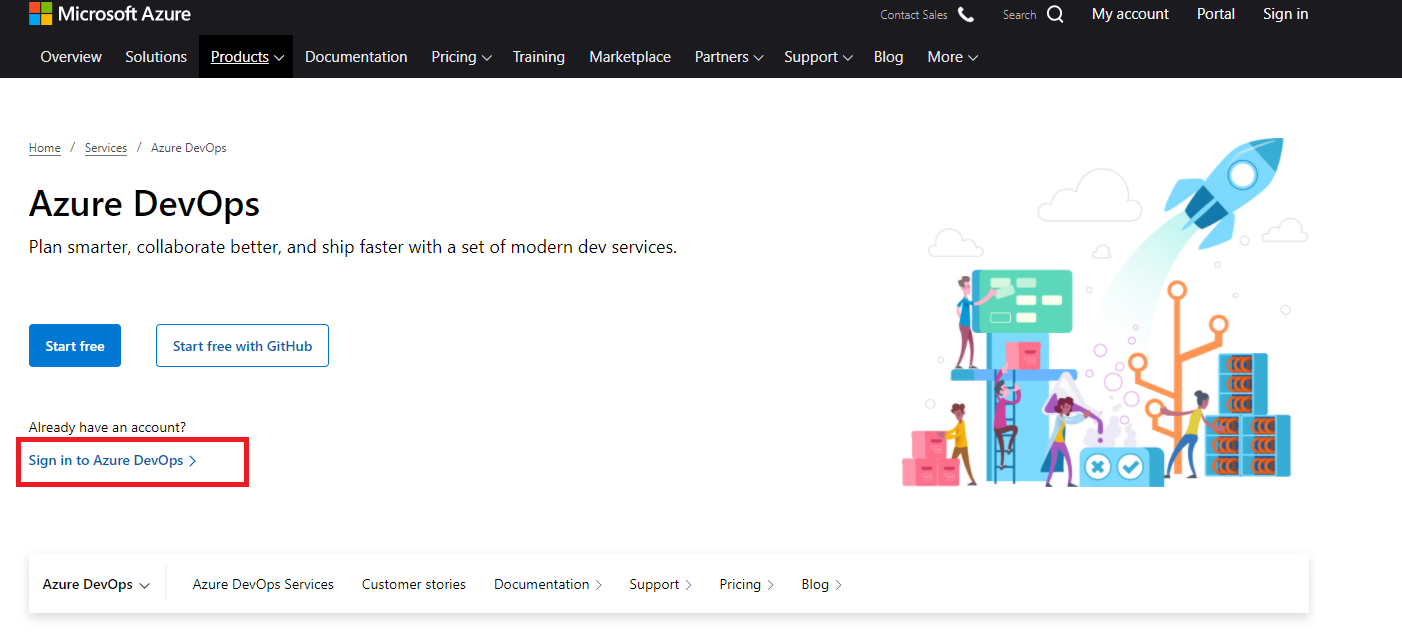 Microsoft Azure
Contact Sales Search My account Portal Sign in
Overview Solutions Products Documentation Pricing Training Marketplace Partners Support Blog More
Home / Services / Azure DevOps
Azure DevOps
Plan smarter, collaborate better, and ship faster with a set of modern dev services.
Start free Start free with GitHub
Already have an account?
Sign in to Azure DevOps >
Azure DevOps Azure DevOps Services Customer stories Documentation > Support > Pricing > Blog >